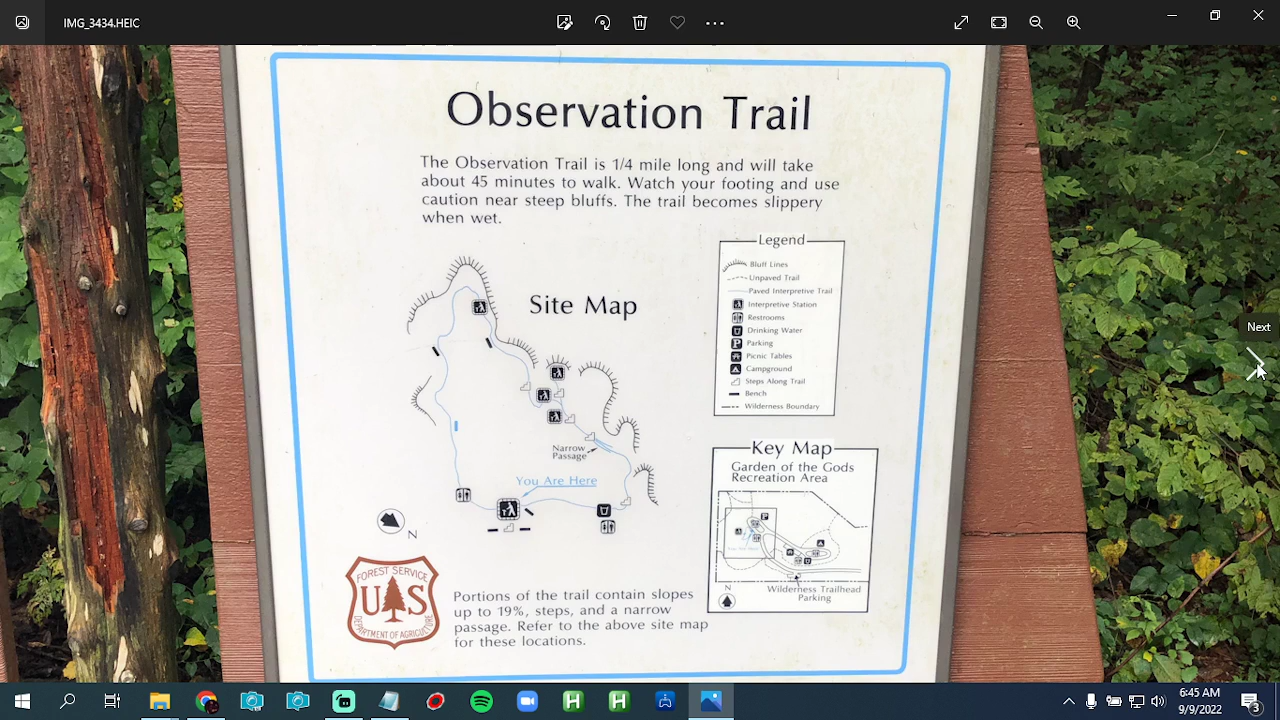 IMG_3434.HEIC
Observation Trail
The Observation Trail is 1/4 mile long and will take
about 45 minutes to walk. Watch your footing and use
caution near steep bluffs. The trail becomes slippery
when wet.
Site Map
Legend
Bluff Lines
Unpaved Trail
Paved Interpretive Trail
Interpretive Station
Restrooms
Drinking Water
Parking
Picnic Tables
Campground
Steps Along Trail
Bench
Wilderness Boundary
Next
Narrow
Passage
You Are Here
N
Key Map
Garden of the Gods
Recreation Area
You Are Here
N
Wilderness Trailhead
Parking
FOREST SERVICE
U S
DEPARTMENT OF AGRICULTURE
Portions of the trail contain slopes
up to 19%, steps, and a narrow
passage. Refer to the above site map
for these locations.
6:45 AM
9/9/2022
3